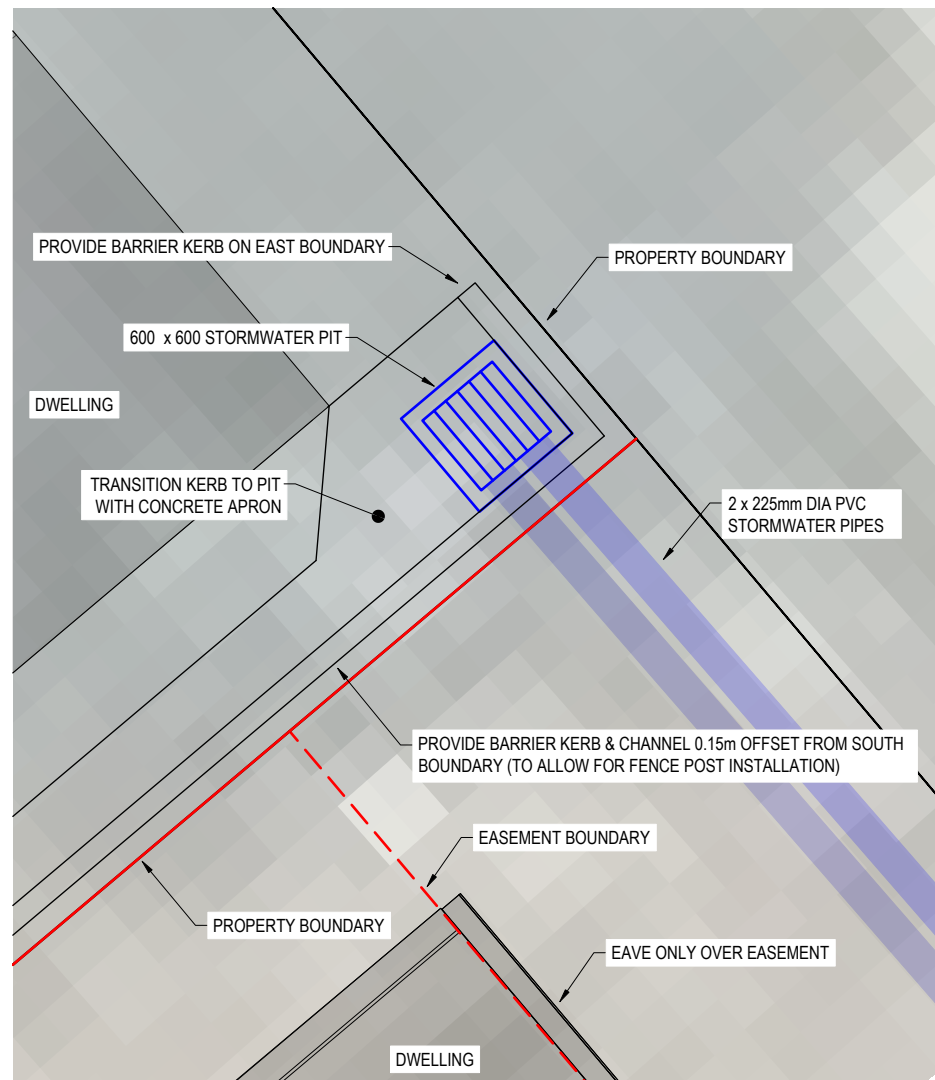 PROVIDE BARRIER KERB ON EAST BOUNDARY
PROPERTY BOUNDARY
600 x 600 STORMWATER PIT
DWELLING
TRANSITION KERB TO PIT
WITH CONCRETE APRON
2 x 225mm DIA PVC
STORMWATER PIPES
PROVIDE BARRIER KERB & CHANNEL 0.15m OFFSET FROM SOUTH
BOUNDARY (TO ALLOW FOR FENCE POST INSTALLATION)
EASEMENT BOUNDARY
PROPERTY BOUNDARY
EAVE ONLY OVER EASEMENT
DWELLING